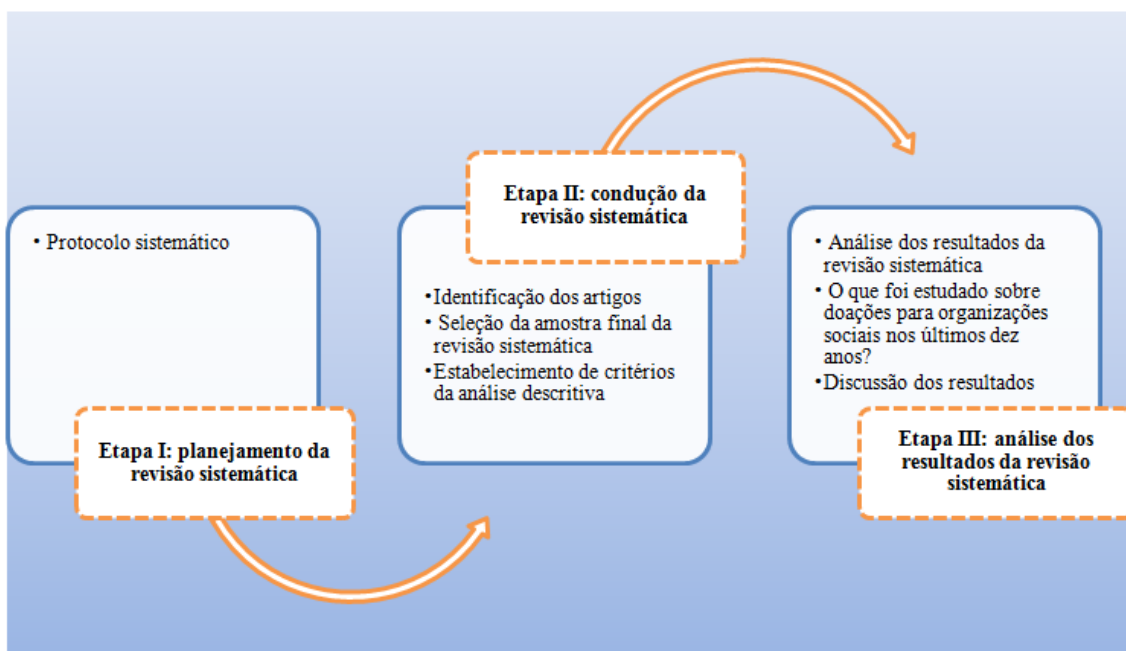 • Protocolo sistemático
Etapa I: planejamento da
revisão sistemática
Etapa II: condução da
revisão sistemática
•Identificação dos artigos
• Seleção da amostra final da
revisão sistemática
•Estabelecimento de critérios
da análise descritiva
• Análise dos resultados da
revisão sistemática
• O que foi estudado sobre
doações para organizações
sociais nos últimos dez
anos?
•Discussão dos resultados
Etapa III: análise dos
resultados da revisão
sistemática